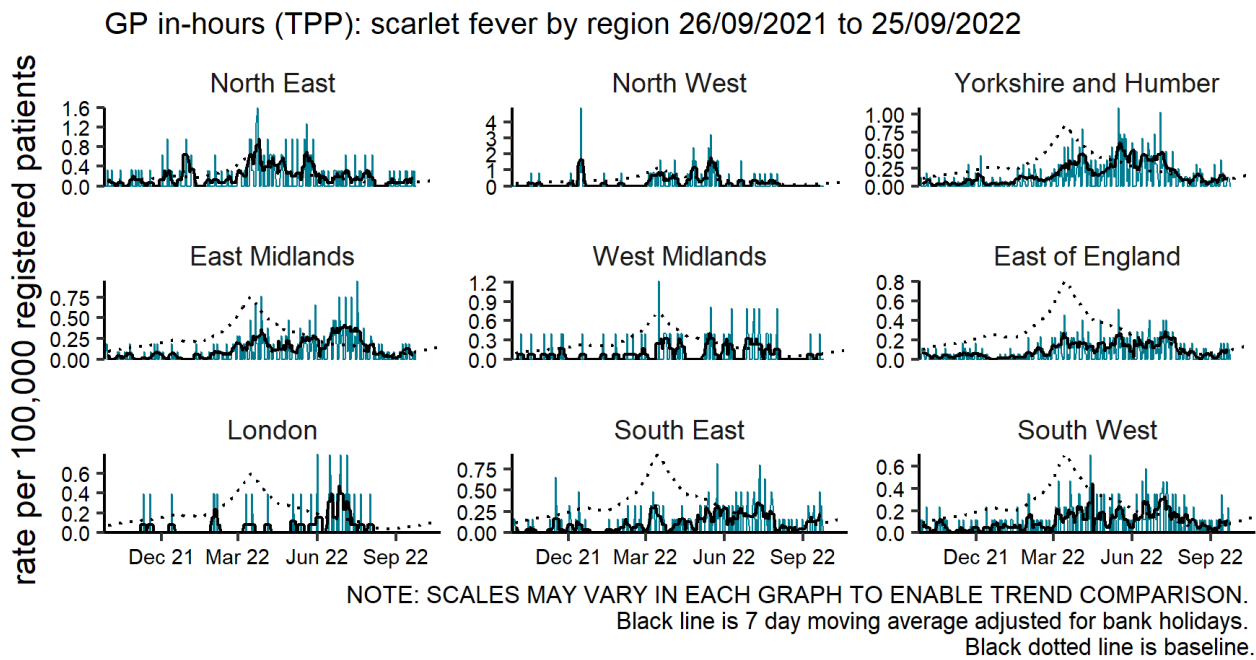 GP in-hours (TPP): scarlet fever by region 26/09/2021 to 25/09/2022
rate per 100,000 registered patients
North East
1.6
1.2
0.8
0.4
0.0
North West
4
3
2
1
0
Yorkshire and Humber
1.00
0.75
0.50
0.25
0.00
East Midlands
0.75
0.50
0.25
0.00
West Midlands
1.2
0.9
0.6
0.3
0.0
East of England
0.8
0.6
0.4
0.2
0.0
London
0.6
0.4
0.2
0.0
South East
0.75
0.50
0.25
0.00
South West
0.6
0.4
0.2
0.0
Dec 21 Mar 22 Jun 22 Sep 22
Dec 21 Mar 22 Jun 22 Sep 22
Dec 21 Mar 22 Jun 22 Sep 22
NOTE: SCALES MAY VARY IN EACH GRAPH TO ENABLE TREND COMPARISON.
Black line is 7 day moving average adjusted for bank holidays.
Black dotted line is baseline.